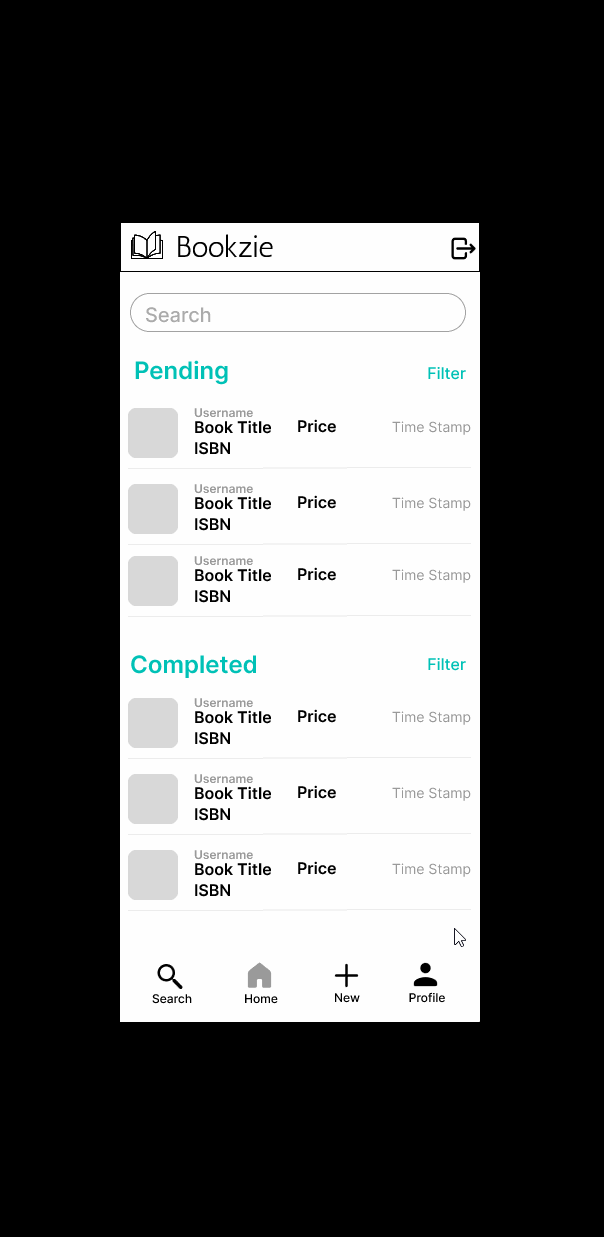 Bookzie
Search
Pending Filter
Username
Book Title Price Time Stamp
ISBN
Username
Book Title Price Time Stamp
ISBN
Username
Book Title Price Time Stamp
ISBN
Completed Filter
Username
Book Title Price Time Stamp
ISBN
Username
Book Title Price Time Stamp
ISBN
Username
Book Title Price Time Stamp
ISBN
Search Home New Profile